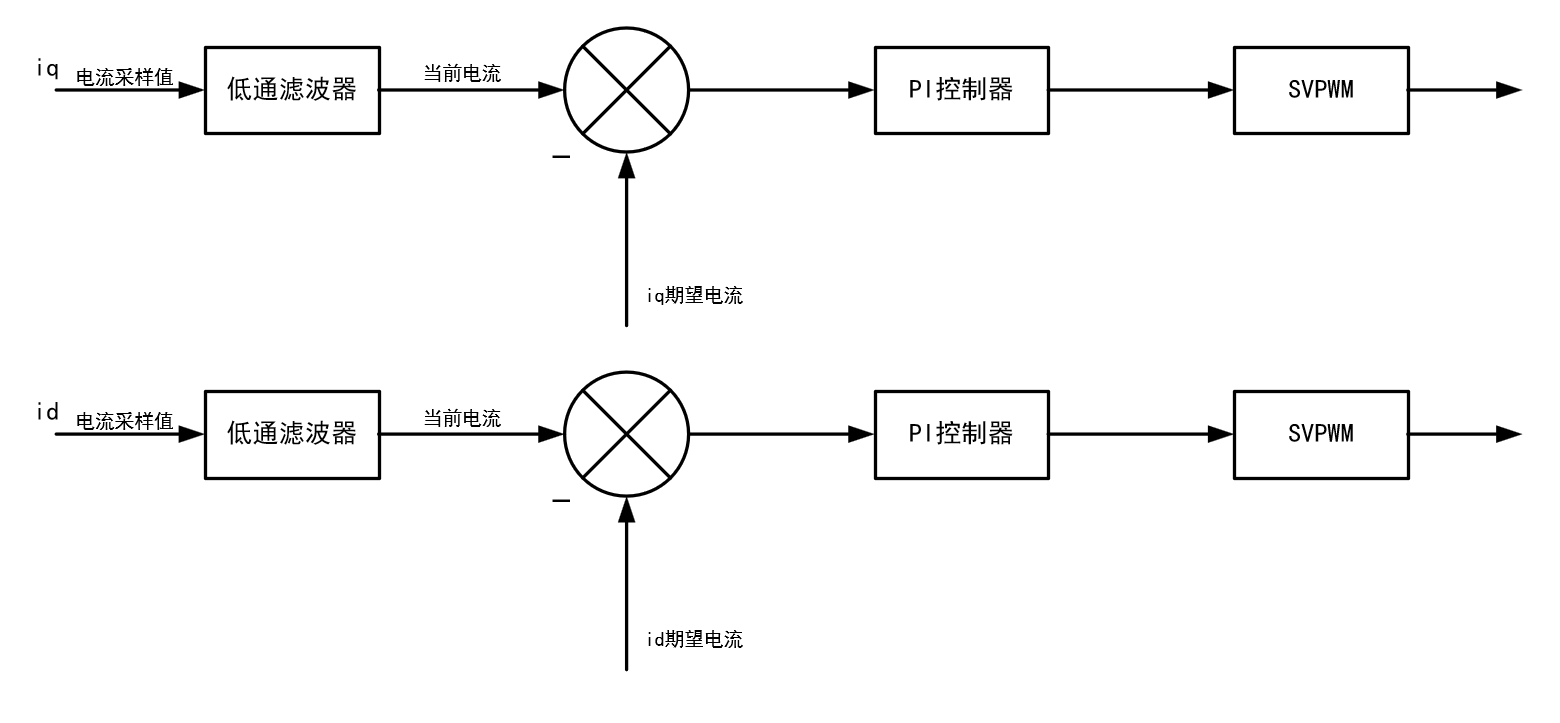 iq 电流采样值
低通滤波器
当前电流
PI控制器
SVPWM
iq期望电流
id 电流采样值
低通滤波器
当前电流
PI控制器
SVPWM
id期望电流